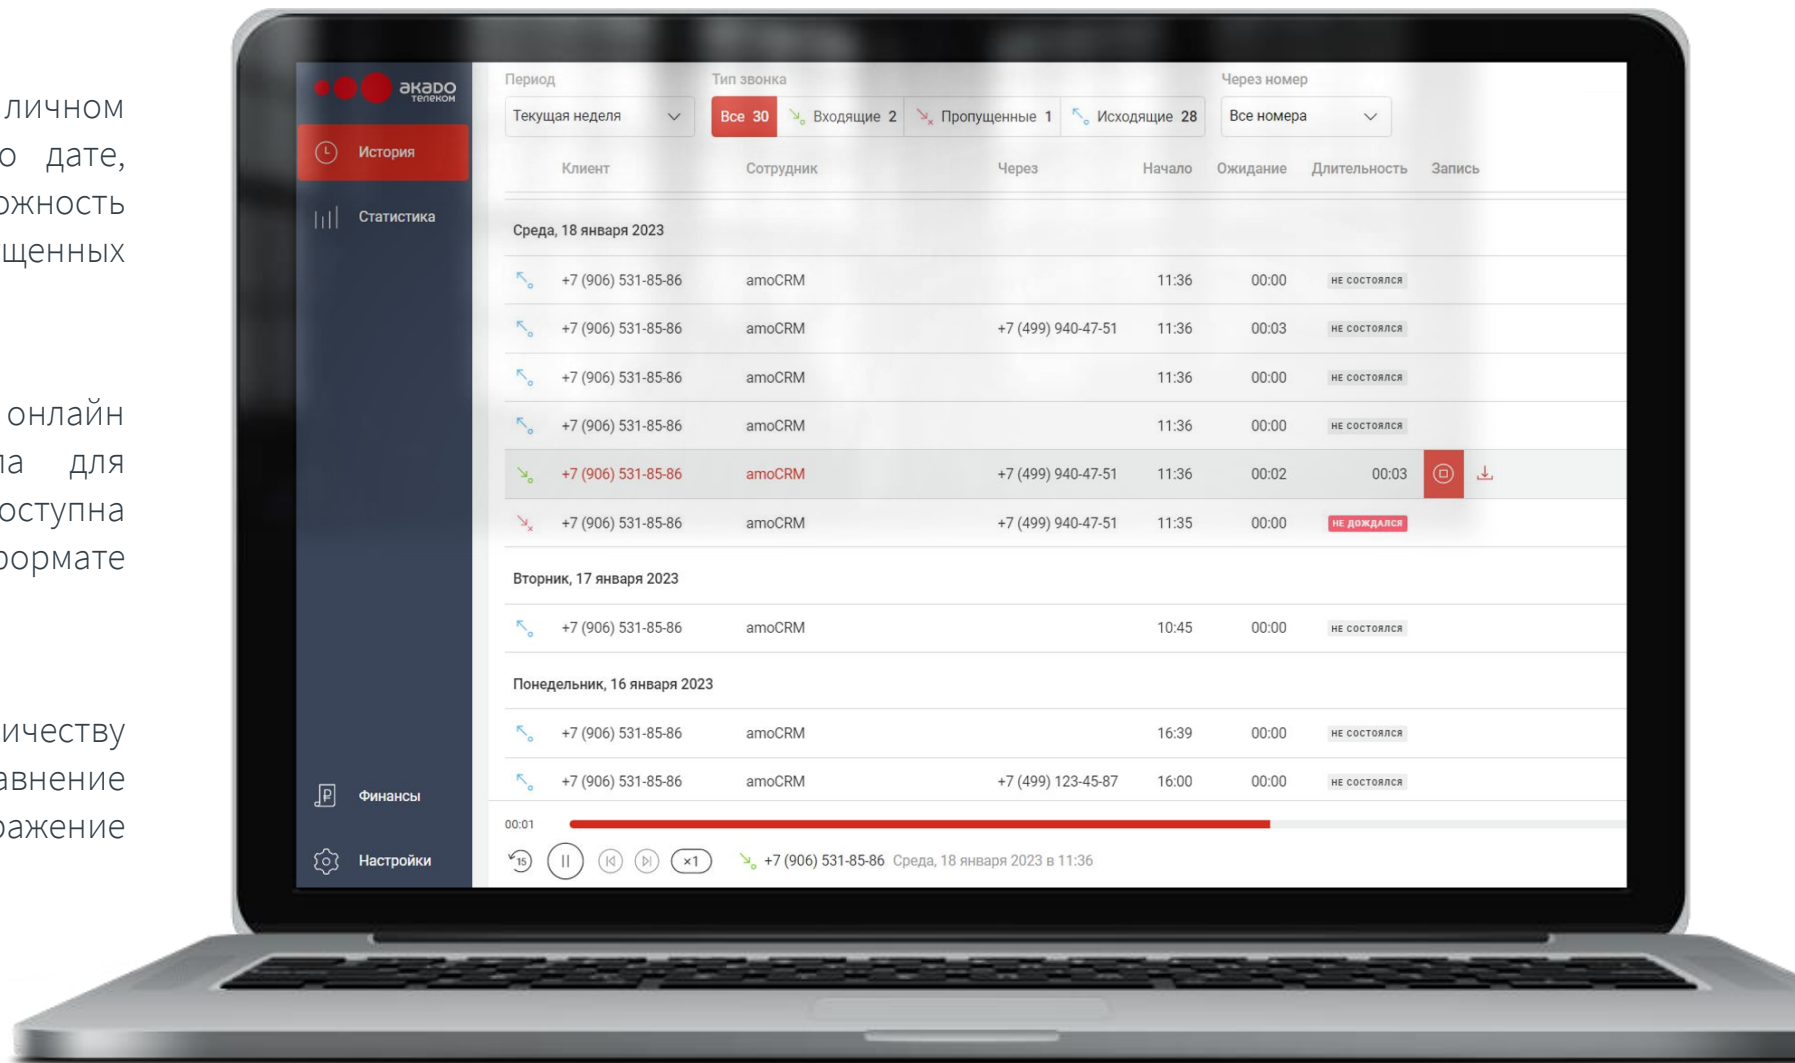 личном
дате,
онлайн
для
акадо
телеком
История
Статистика
Финансы
Настройки
Период
Тип звонка
Через номер
Текущая неделя
Все 30
Входящие 2
Пропущенные 1
Исходящие 28
Все номера
Клиент Сотрудник Через Начало Ожидание Длительность Запись
Среда, 18 января 2023
+7 (906) 531-85-86 amoCRM 11:36 00:00 НЕ СОСТОЯЛСЯ
+7 (906) 531-85-86 amoCRM +7 (499) 940-47-51 11:36 00:03 НЕ СОСТОЯЛСЯ
+7 (906) 531-85-86 amoCRM 11:36 00:00 НЕ СОСТОЯЛСЯ
+7 (906) 531-85-86 amoCRM 11:36 00:00 НЕ СОСТОЯЛСЯ
+7 (906) 531-85-86 amoCRM +7 (499) 940-47-51 11:36 00:02 00:03
+7 (906) 531-85-86 amoCRM +7 (499) 940-47-51 11:35 00:00 НЕ ДОЖДАЛСЯ
Вторник, 17 января 2023
+7 (906) 531-85-86 amoCRM 10:45 00:00 НЕ СОСТОЯЛСЯ
Понедельник, 16 января 2023
+7 (906) 531-85-86 amoCRM 16:39 00:00 НЕ СОСТОЯЛСЯ
+7 (906) 531-85-86 amoCRM +7 (499) 123-45-87 16:00 00:00 НЕ СОСТОЯЛСЯ
00:01
15 ×1 +7 (906) 531-85-86 Среда, 18 января 2023 в 11:36